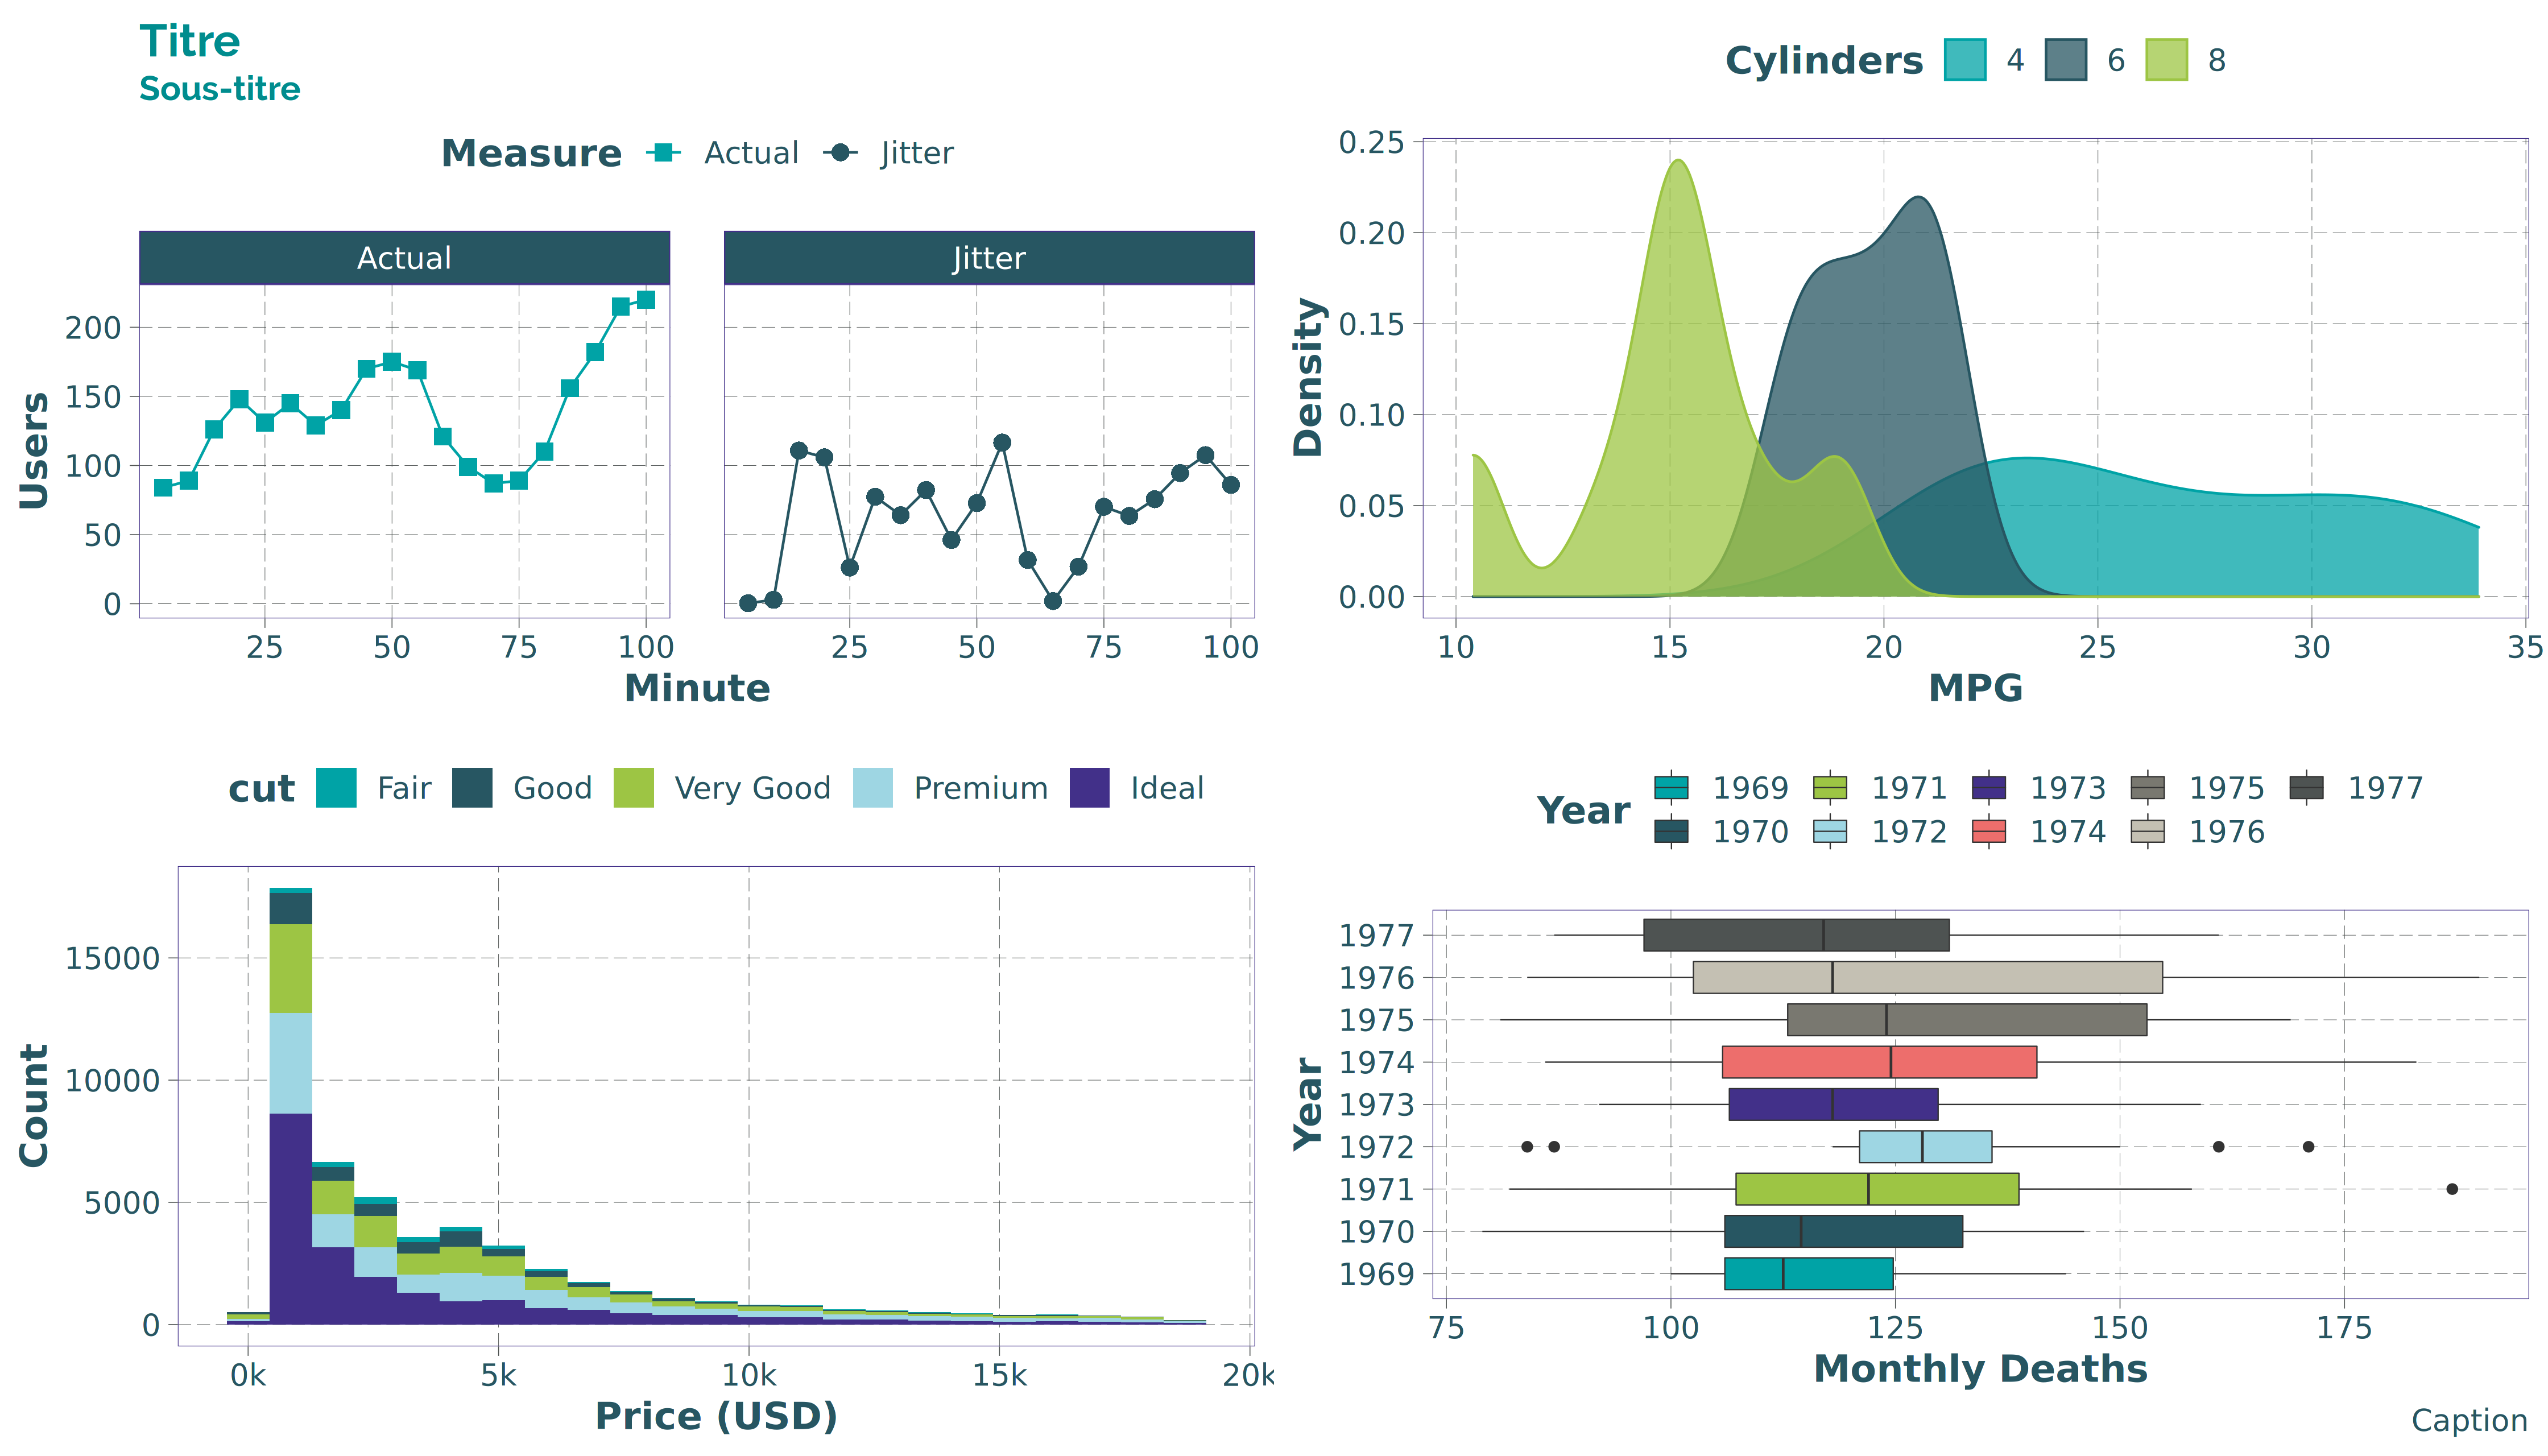 Titre
Sous-titre
Measure Actual Jitter
Actual Jitter
Users
200
150
100
50
0
25 50 75 100 25 50 75 100
Minute
Cylinders 4 6 8
Density
0.25
0.20
0.15
0.10
0.05
0.00
10 15 20 25 30 35
MPG
cut Fair Good Very Good Premium Ideal
Count
15000
10000
5000
0
0k 5k 10k 15k 20k
Price (USD)
Year 1969 1971 1973 1975 1977
1970 1972 1974 1976
Year
1977
1976
1975
1974
1973
1972
1971
1970
1969
75 100 125 150 175
Monthly Deaths
Caption